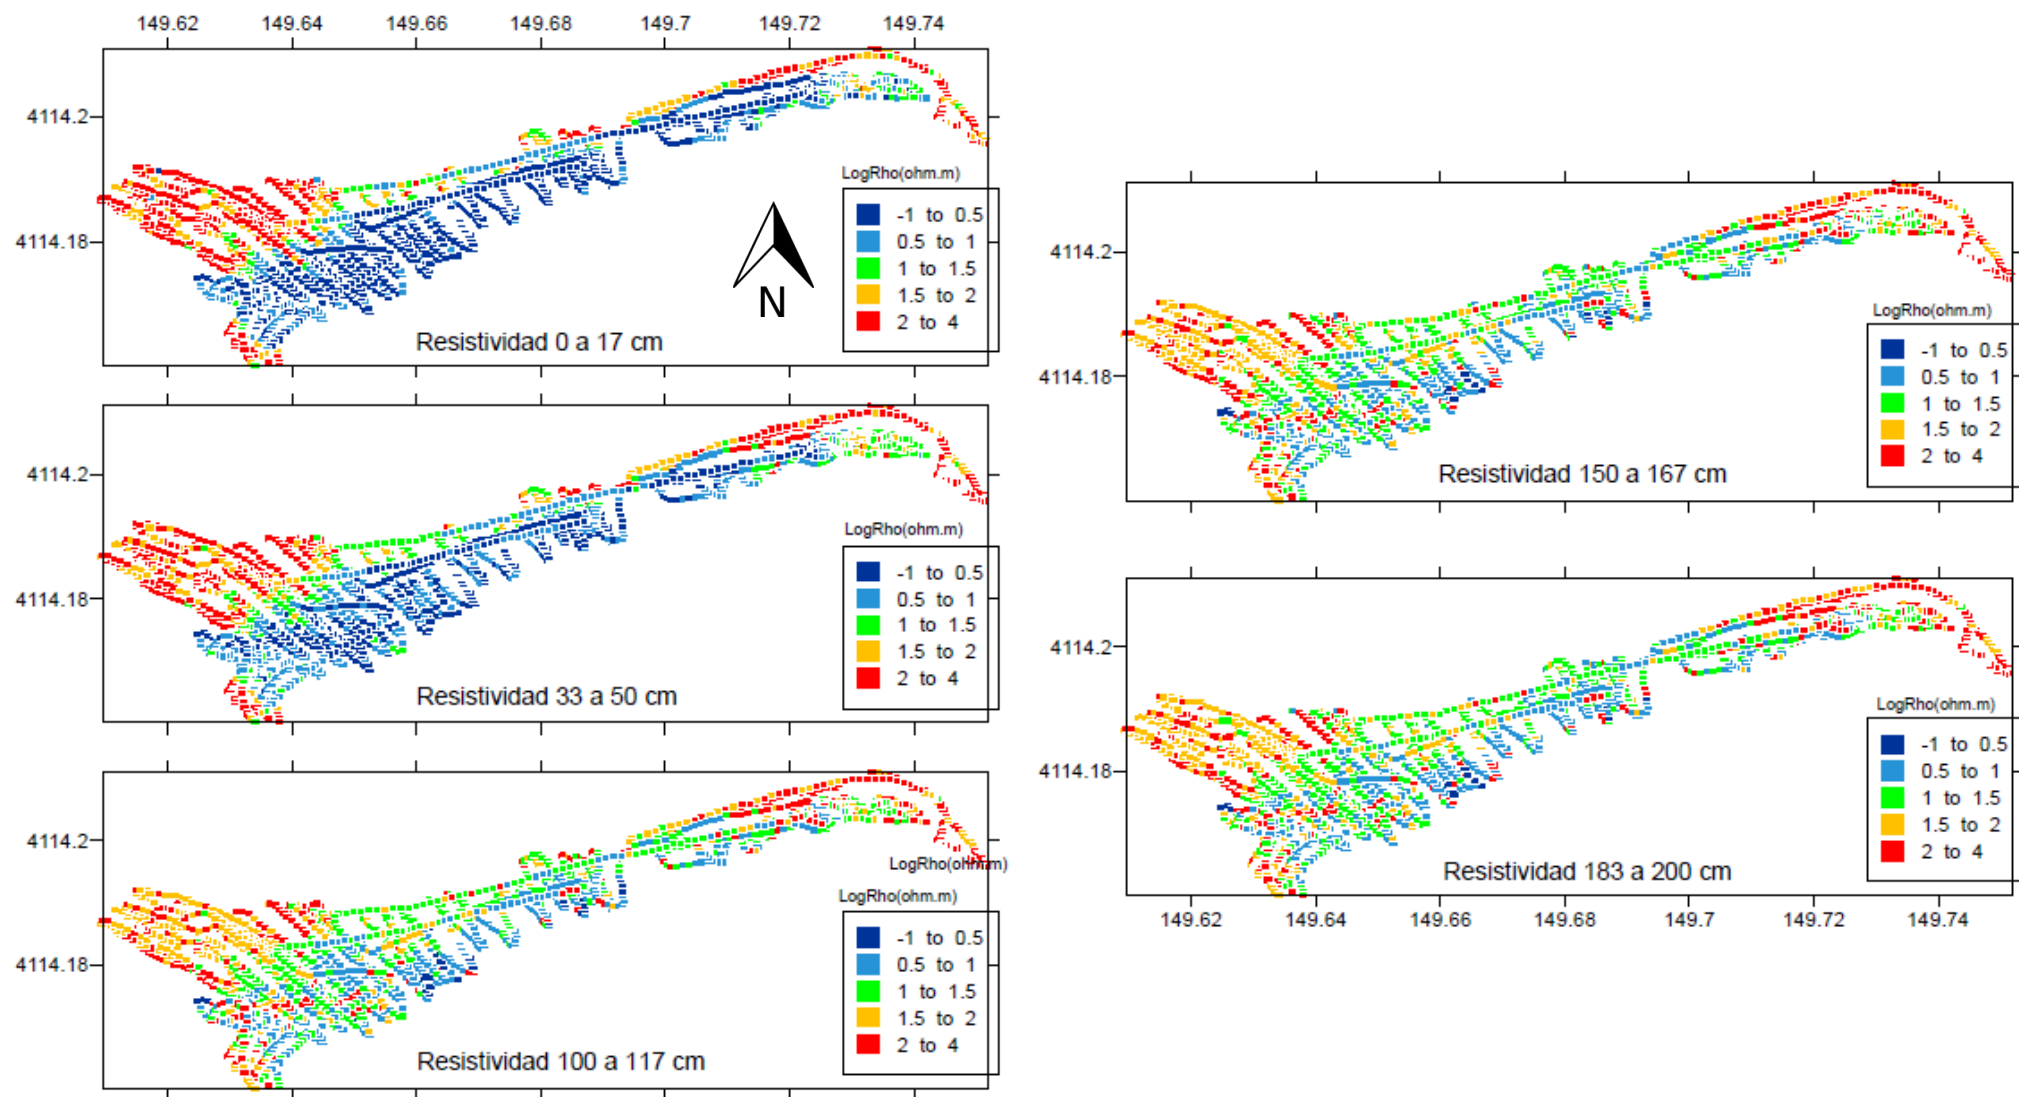 149.62 149.64 149.66 149.68 149.7 149.72 149.74
4114.2
4114.18
LogRho(ohm.m)
-1 to 0.5
0.5 to 1
1 to 1.5
1.5 to 2
2 to 4
N
Resistividad 0 a 17 cm
4114.2
4114.18
LogRho(ohm.m)
-1 to 0.5
0.5 to 1
1 to 1.5
1.5 to 2
2 to 4
Resistividad 33 a 50 cm
4114.2
4114.18
LogRho(ohm.m)
LogRho(ohm.m)
-1 to 0.5
0.5 to 1
1 to 1.5
1.5 to 2
2 to 4
Resistividad 100 a 117 cm
4114.2
4114.18
LogRho(ohm.m)
-1 to 0.5
0.5 to 1
1 to 1.5
1.5 to 2
2 to 4
Resistividad 150 a 167 cm
4114.2
4114.18
LogRho(ohm.m)
-1 to 0.5
0.5 to 1
1 to 1.5
1.5 to 2
2 to 4
Resistividad 183 a 200 cm
149.62 149.64 149.66 149.68 149.7 149.72 149.74